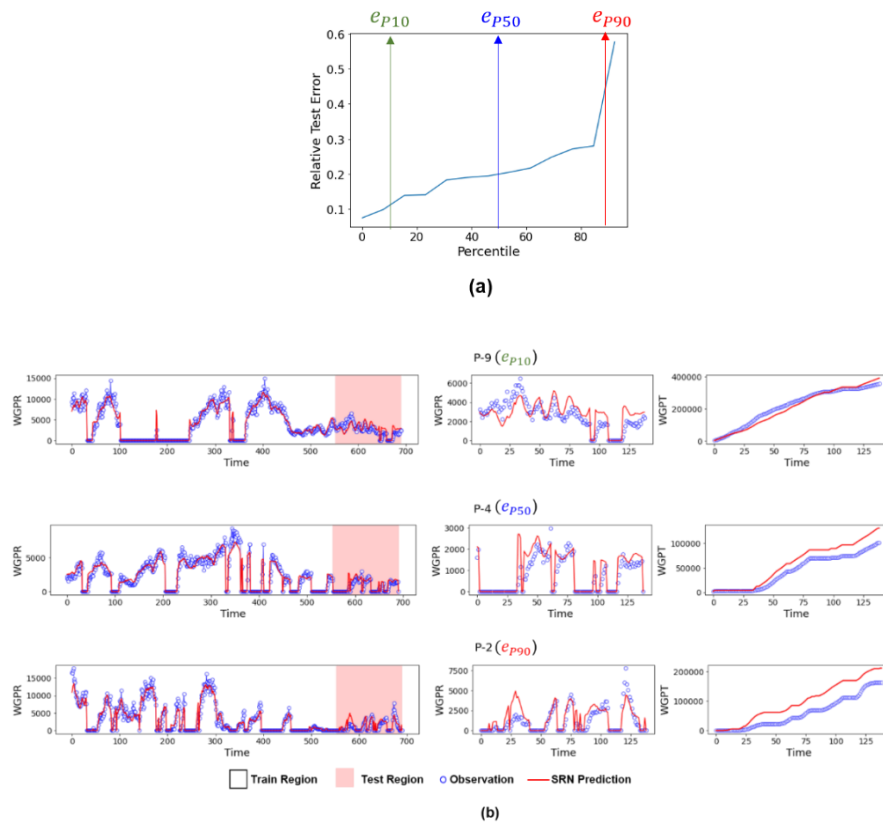 e_P10 e_P50 e_P90
0.6
0.5
0.4
0.3
0.2
0.1
Relative Test Error
0 20 40 60 80
Percentile
(a)
P-9 (e_P10)
15000
10000
5000
0
WGPR
0 100 200 300 400 500 600 700
Time
6000
4000
2000
0
WGPR
0 25 50 75 100 125
Time
400000
200000
0
WGPT
0 25 50 75 100 125
Time
P-4 (e_P50)
5000
0
WGPR
0 100 200 300 400 500 600 700
Time
3000
2000
1000
0
WGPR
0 25 50 75 100 125
Time
100000
50000
0
WGPT
0 25 50 75 100 125
Time
P-2 (e_P90)
15000
10000
5000
0
WGPR
0 100 200 300 400 500 600 700
Time
7500
5000
2500
0
WGPR
0 25 50 75 100 125
Time
200000
100000
0
WGPT
0 25 50 75 100 125
Time
Train Region Test Region Observation SRN Prediction
(b)